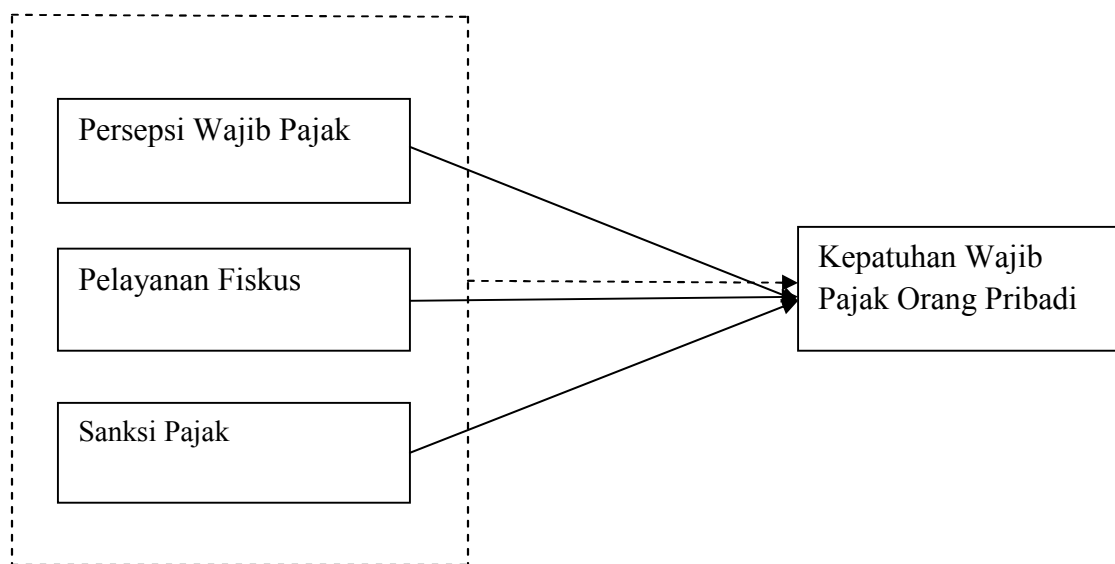 Persepsi Wajib Pajak
Pelayanan Fiskus
Sanksi Pajak
Kepatuhan Wajib
Pajak Orang Pribadi